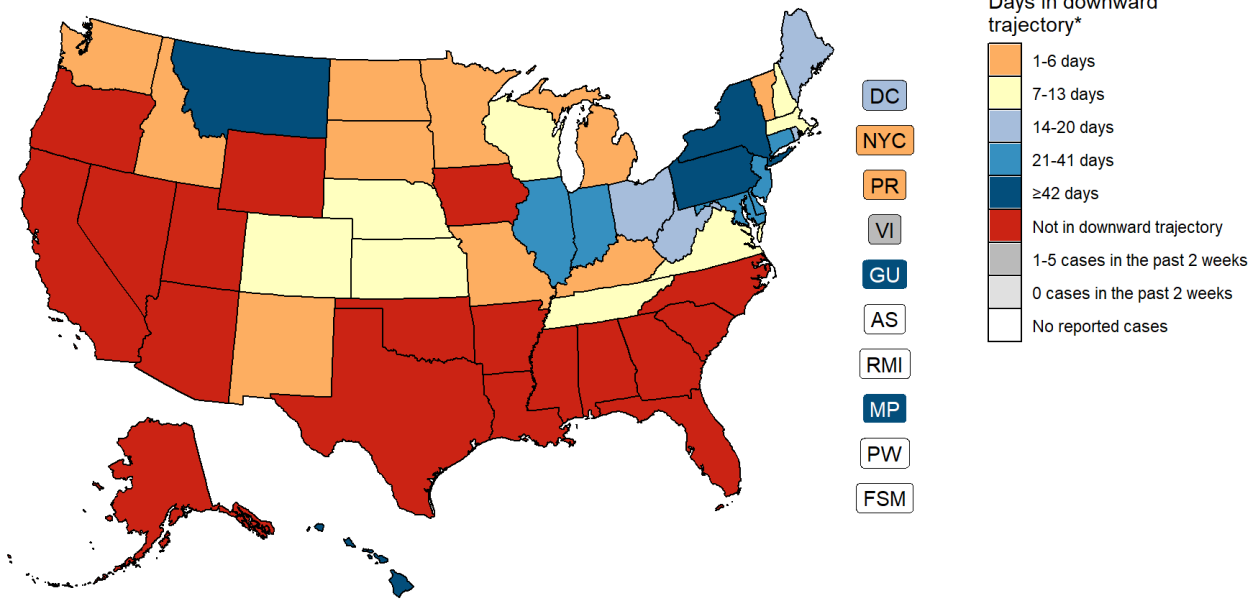 Days in downward
trajectory*
1-6 days
7-13 days
14-20 days
21-41 days
≥42 days
Not in downward trajectory
1-5 cases in the past 2 weeks
0 cases in the past 2 weeks
No reported cases
DC
NYC
PR
VI
GU
AS
RMI
MP
PW
FSM